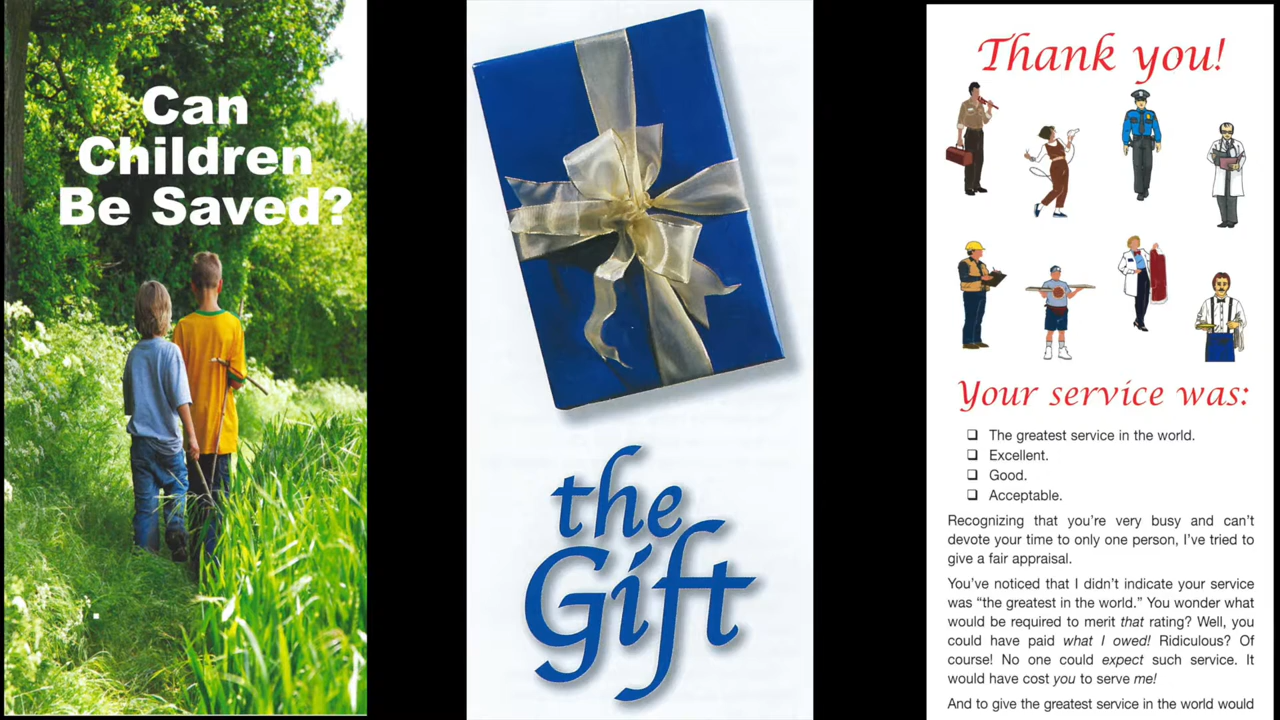 Can
Children
Be Saved?
the
Gift
Thank you!
Your service was:
❑ The greatest service in the world.
❑ Excellent.
❑ Good.
❑ Acceptable.
Recognizing that you're very busy and can't
devote your time to only one person, I've tried to
give a fair appraisal.
You've noticed that I didn't indicate your service
was “the greatest in the world.” You wonder what
would be required to merit that rating? Well, you
could have paid what I owed! Ridiculous? Of
course! No one could expect such service. It
would have cost you to serve me!
And to give the greatest service in the world would